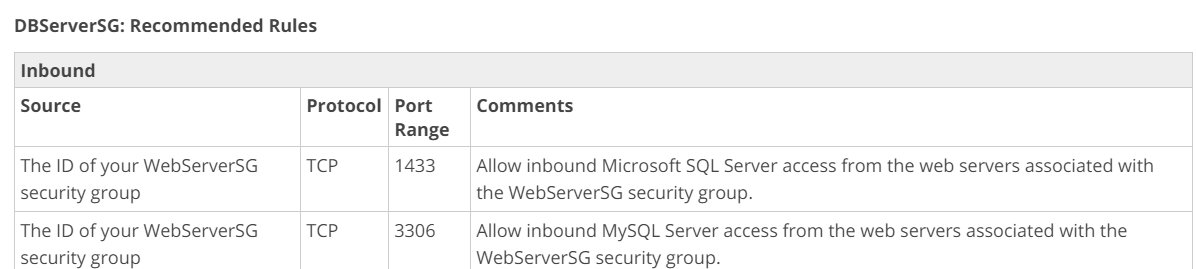 DBServerSG: Recommended Rules
Inbound
Source Protocol Port Range Comments
The ID of your WebServerSG security group TCP 1433 Allow inbound Microsoft SQL Server access from the web servers associated with the WebServerSG security group.
The ID of your WebServerSG security group TCP 3306 Allow inbound MySQL Server access from the web servers associated with the WebServerSG security group.